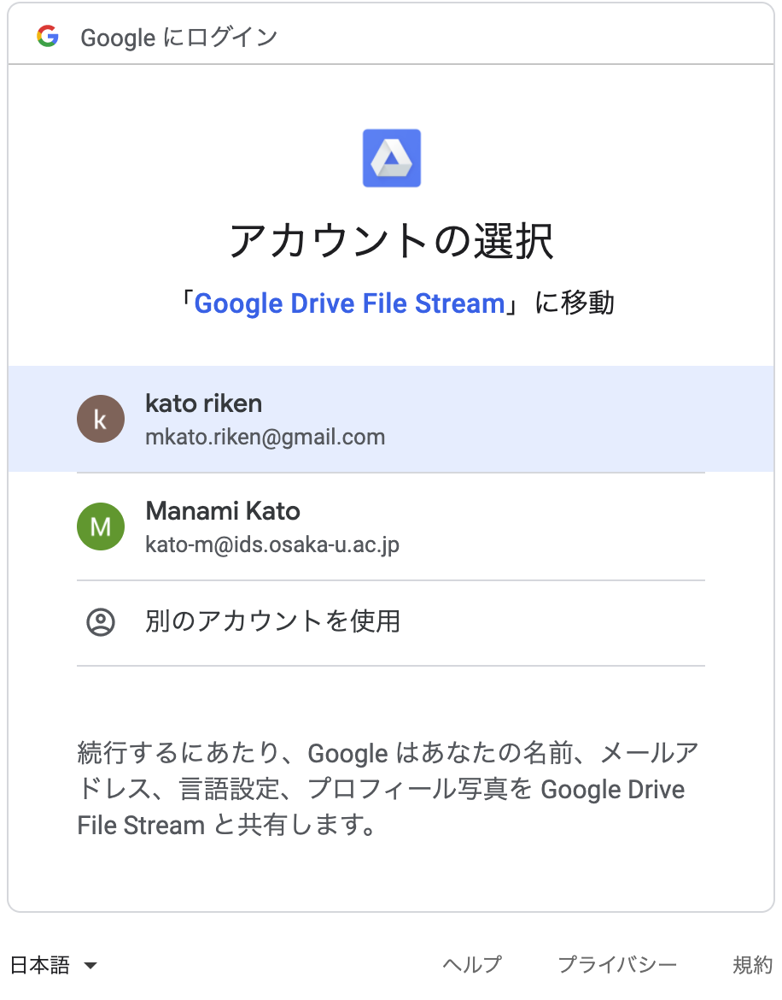 Google にログイン
アカウントの選択
「Google Drive File Stream」に移動
k
kato riken
mkato.riken@gmail.com
M
Manami Kato
kato-m@ids.osaka-u.ac.jp
別のアカウントを使用
続行するにあたり、Google はあなたの名前、メールア
ドレス、言語設定、プロフィール写真を Google Drive
File Stream と共有します。
日本語 ヘルプ プライバシー 規約